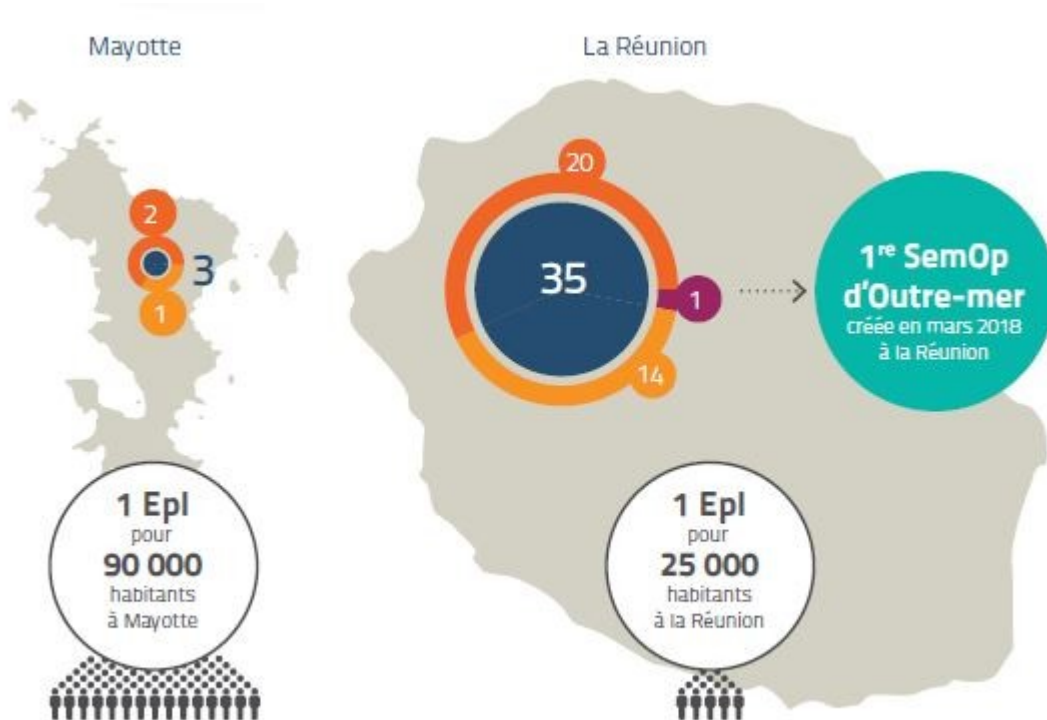 Mayotte
2
3
1
1 Epl
pour
90 000
habitants
à Mayotte
La Réunion
20
35
1
14
1re SemOp
d'Outre-mer
créée en mars 2018
à la Réunion
1 Epl
pour
25 000
habitants
à la Réunion